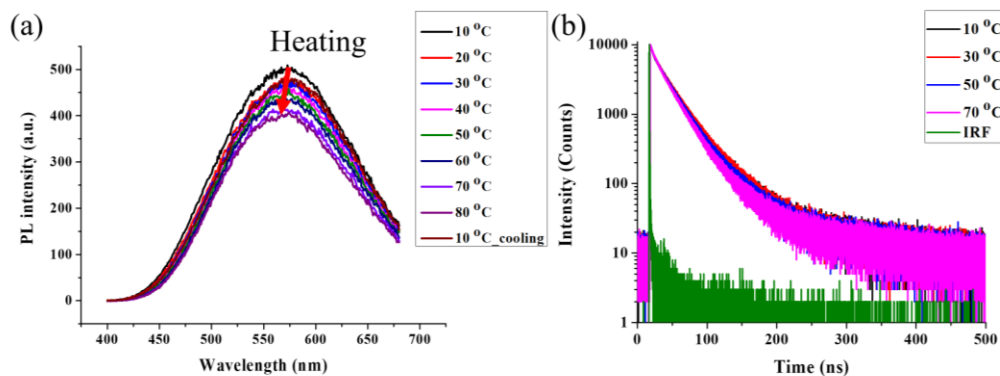 (a)
Heating
PL intensity (a.u.)
500
400
300
200
100
0
400 450 500 550 600 650 700
Wavelength (nm)
10 °C
20 °C
30 °C
40 °C
50 °C
60 °C
70 °C
80 °C
10 °C_cooling
(b)
Intensity (Counts)
10000
1000
100
10
1
0 100 200 300 400 500
Time (ns)
10 °C
30 °C
50 °C
70 °C
IRF